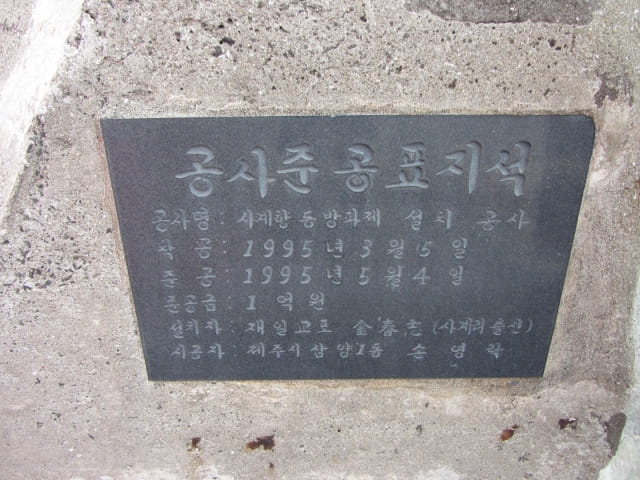 공사준공표지석
공사명 : 사계항 동방파제 설치 공사
착 공 : 1995년 3월 5일
준 공 : 1995년 5월 4일
준공금 : 1 억 원
설치자 : 재일교포 金春 (사계리 출신)
시공자 : 제주시 삼양1동 송영락